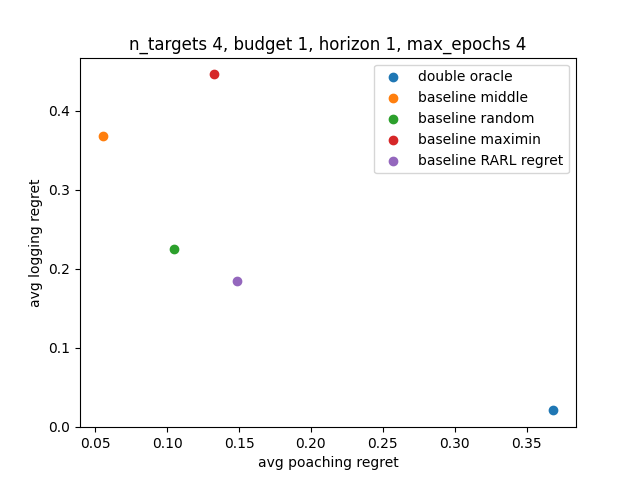 n_targets 4, budget 1, horizon 1, max_epochs 4
double oracle
baseline middle
baseline random
baseline maximin
baseline RARL regret
avg logging regret
0.4
0.3
0.2
0.1
0.0
0.05 0.10 0.15 0.20 0.25 0.30 0.35
avg poaching regret